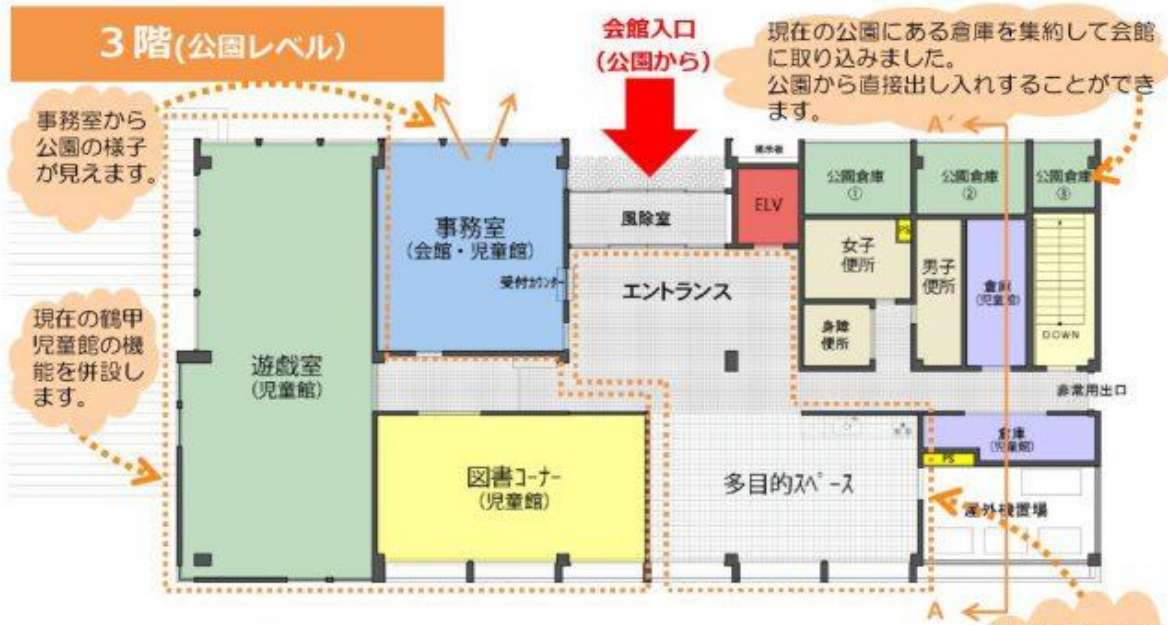 3階(公園レベル)
会館入口
(公園から)
現在の公園にある倉庫を集約して会館
に取り込みました。
公園から直接出し入れすることができ
ます。
事務室から
公園の様子
が見えます。
A´
掲示板
公園倉庫
①
公園倉庫
②
公園倉庫
③
ELV
風除室
事務室
(会館・児童館)
受付カウンター
エントランス
女子
便所
PS
男子
便所
倉庫
(児童館)
身障
便所
DOWN
現在の鶴甲
児童館の機
能を併設し
ます。
遊戯室
(児童館)
非常用出口
図書コーナー
(児童館)
多目的スペース
倉庫
(児童館)
PS
屋外機置場
A